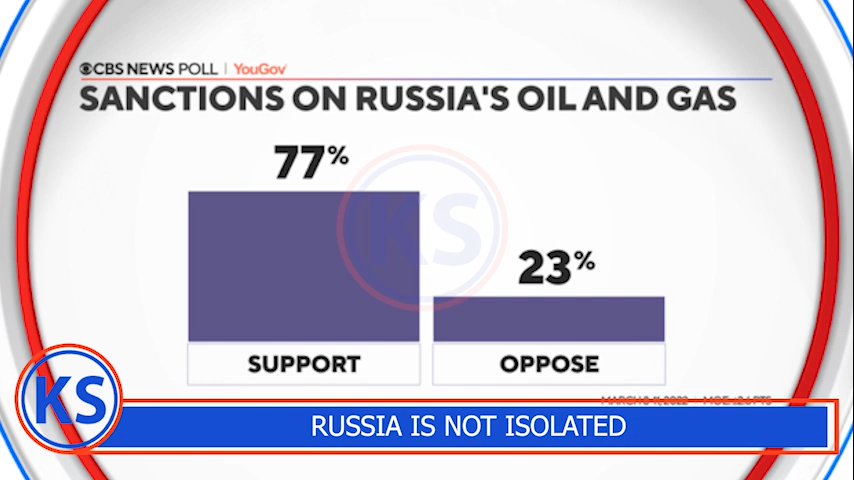 CBS NEWS POLL | YouGov
SANCTIONS ON RUSSIA'S OIL AND GAS
77%
23%
KS
SUPPORT
OPPOSE
KS
RUSSIA IS NOT ISOLATED